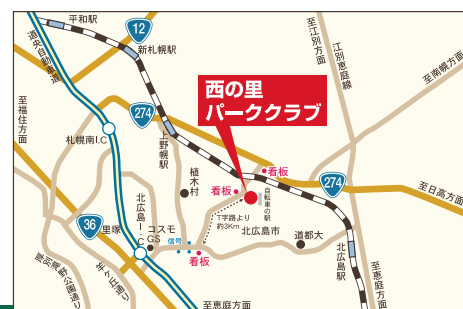 平和駅
12
新札幌駅
至江別方面
江別恵庭線
至南幌方面
道央自動車道
西の里
パーククラブ
274
至福住方面
札幌南I.C
上野幌駅
看板
植木村
看板
274
自転車の駅
至日高方面
36
里塚
北広島I.C
コスモ
GS
信号
T字路より
約3Km
北広島市
道都大
北広島駅
看板
羊ヶ丘通り
至恵庭方面
至恵庭方面